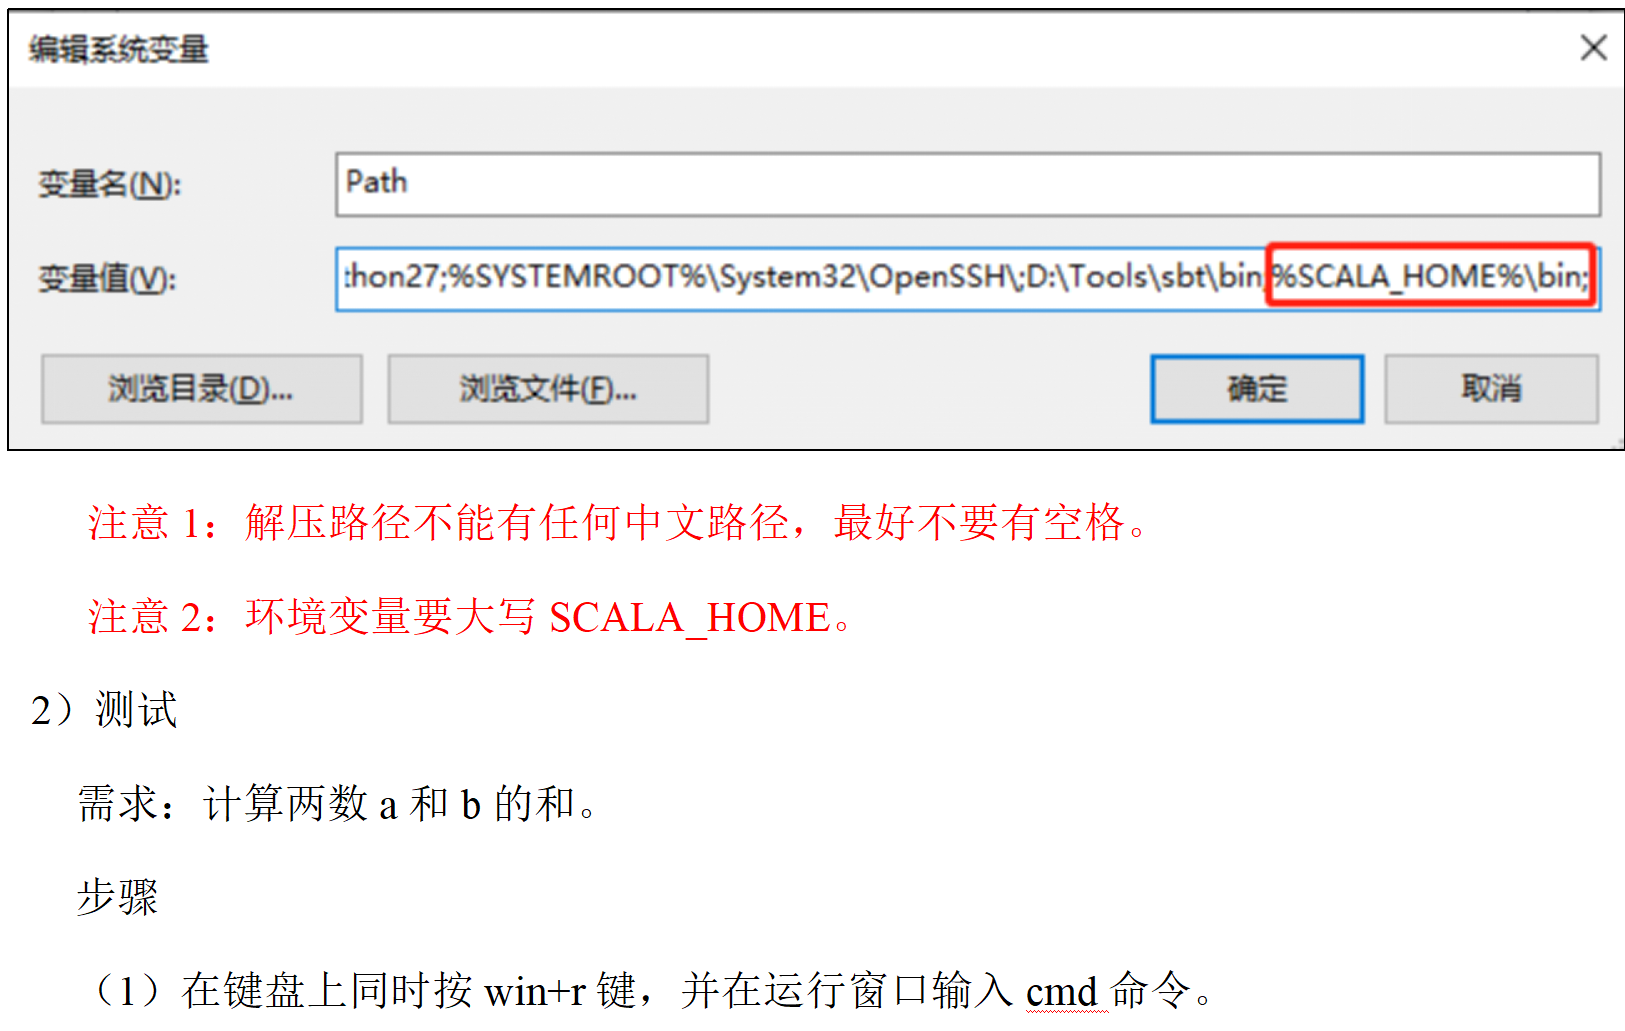 编辑系统变量
变量名(N):
Path
变量值(V):
thon27;%SYSTEMROOT%\System32\OpenSSH\;D:\Tools\sbt\bin;%SCALA_HOME%\bin;
浏览目录(D)...
浏览文件(F)...
确定
取消
注意 1：解压路径不能有任何中文路径，最好不要有空格。
注意 2：环境变量要大写 SCALA_HOME。
2）测试
需求：计算两数 a 和 b 的和。
步骤
（1）在键盘上同时按 win+r 键，并在运行窗口输入 cmd 命令。